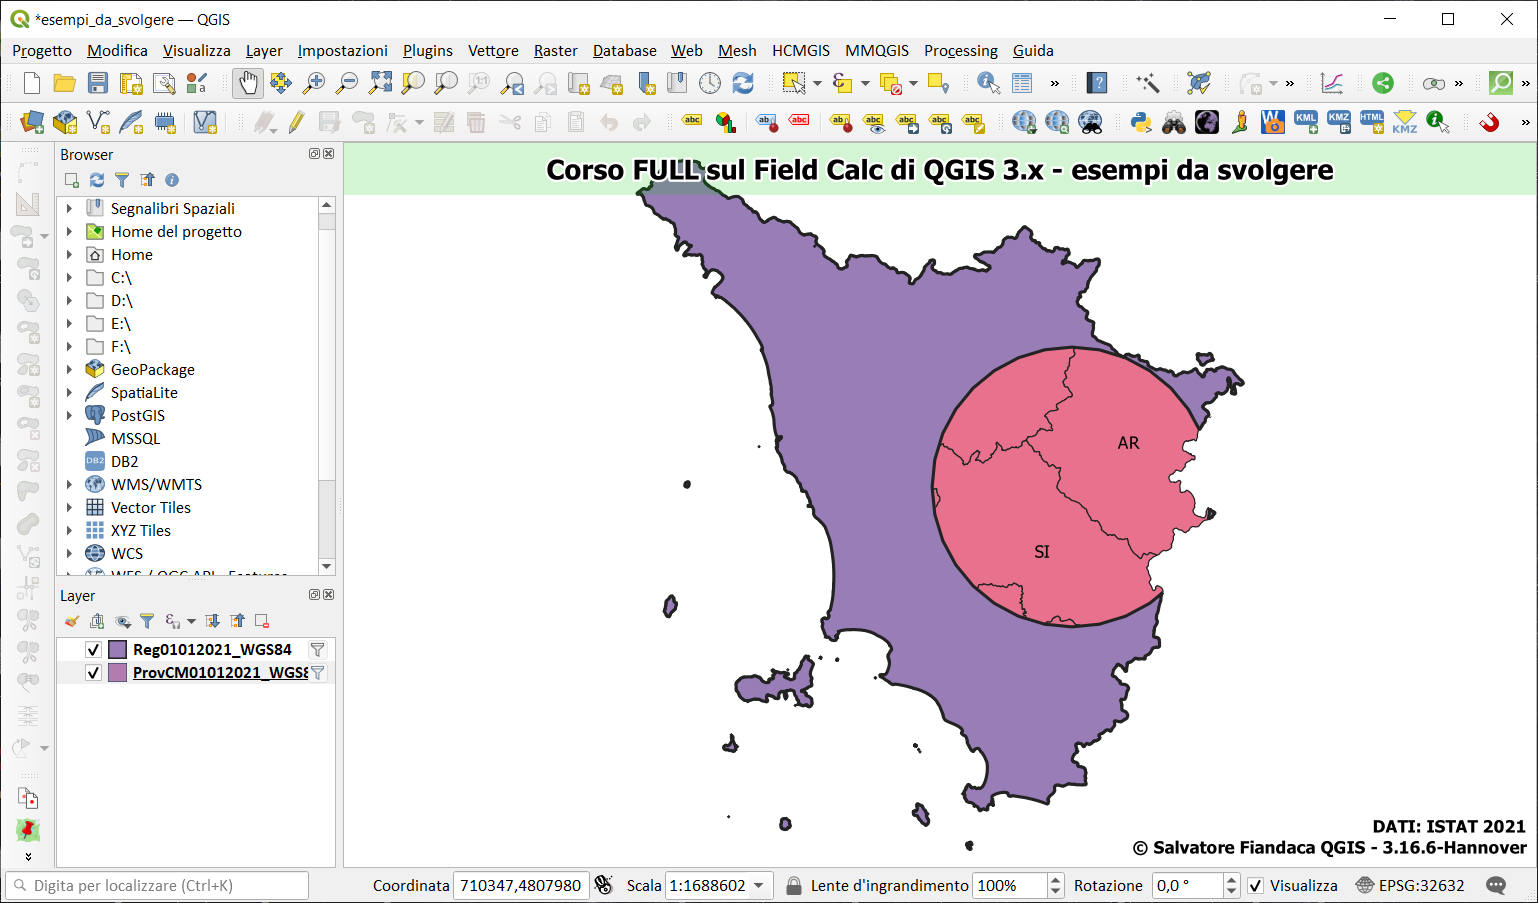 *esempi_da_svolgere — QGIS
Progetto Modifica Visualizza Layer Impostazioni Plugins Vettore Raster Database Web Mesh HCMGIS MMQGIS Processing Guida
Browser
Segnalibri Spaziali
Home del progetto
Home
C:\
D:\
E:\
F:\
GeoPackage
SpatiaLite
PostGIS
MSSQL
DB2
WMS/WMTS
Vector Tiles
XYZ Tiles
WCS
Layer
Reg01012021_WGS84
ProvCM01012021_WGS8
Corso FULL sul Field Calc di QGIS 3.x - esempi da svolgere
AR
SI
DATI: ISTAT 2021
© Salvatore Fiandaca QGIS - 3.16.6-Hannover
Digita per localizzare (Ctrl+K) Coordinata 710347,4807980 Scala 1:1688602 Lente d'ingrandimento 100% Rotazione 0,0 ° Visualizza EPSG:32632